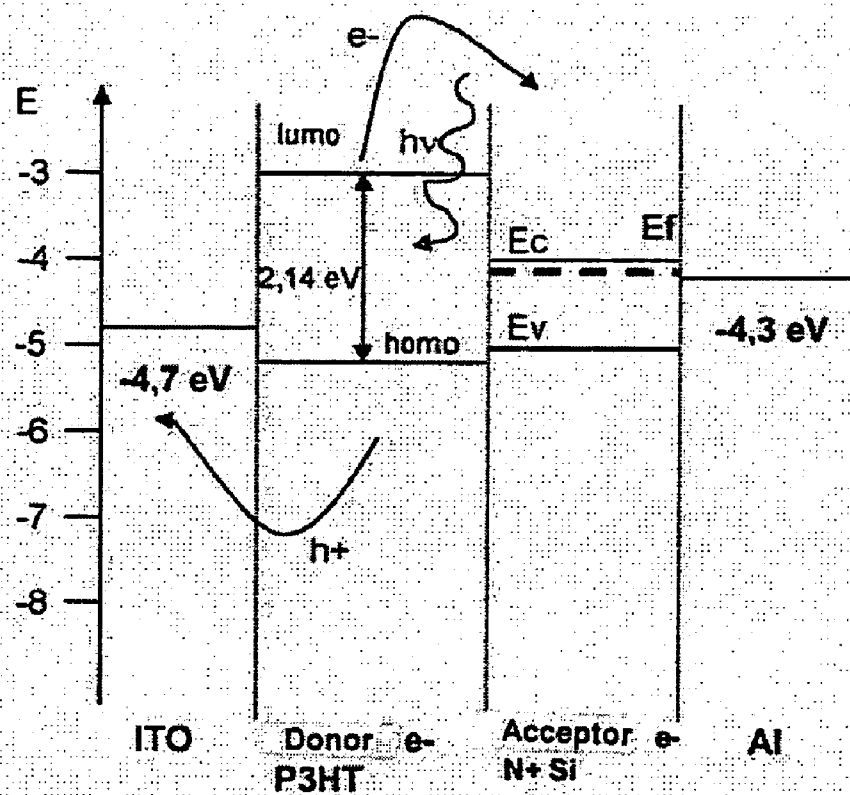 e-
E
lumo
hν
-3
Ef
-4
Ec
2,14 eV
-5
homo
Ev
-4,3 eV
-4,7 eV
-6
-7
h+
-8
ITO
Donor e-
P3HT
Acceptor e-
N+ Si
Al